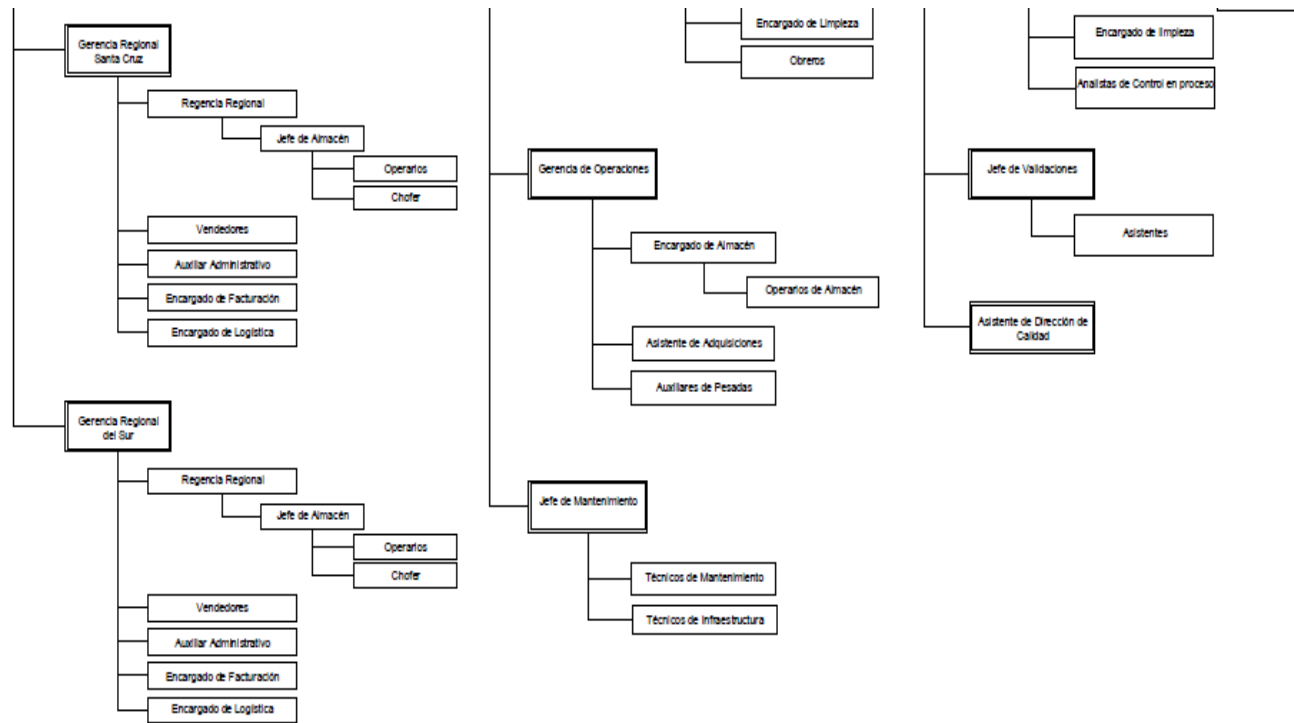 Gerencia Regional
Santa Cruz
Regencia Regional
Jefe de Almacén
Operarios
Chofer
Vendedores
Auxiliar Administrativo
Encargado de Facturación
Encargado de Logística
Gerencia Regional
del Sur
Regencia Regional
Jefe de Almacén
Operarios
Chofer
Vendedores
Auxiliar Administrativo
Encargado de Facturación
Encargado de Logística
Encargado de Limpieza
Obreros
Gerencia de Operaciones
Encargado de Almacén
Operarios de Almacén
Asistente de Adquisiciones
Auxiliares de Pesadas
Jefe de Mantenimiento
Técnicos de Mantenimiento
Técnicos de Infraestructura
Encargado de limpieza
Analistas de Control en proceso
Jefe de Validaciones
Asistentes
Asistente de Dirección de
Calidad